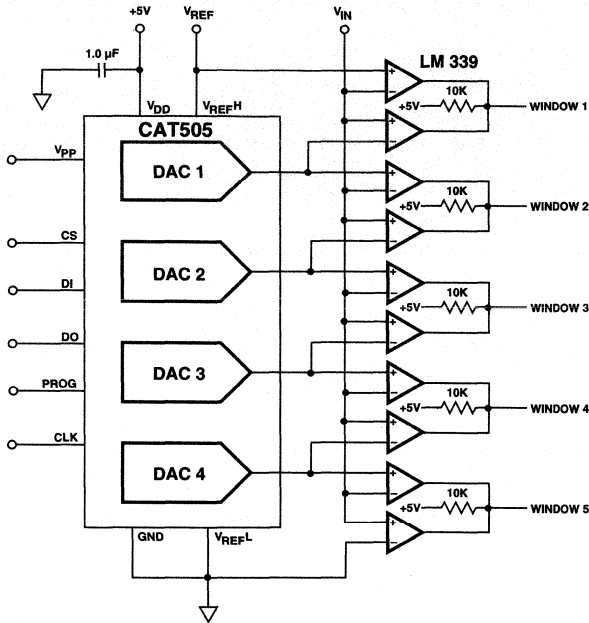 +5V
VREF
VIN
1.0 µF
LM 339
VDD
VREFH
CAT505
10K
+5V
WINDOW 1
VPP
DAC 1
10K
+5V
WINDOW 2
CS
DAC 2
DI
10K
+5V
WINDOW 3
DO
DAC 3
PROG
10K
+5V
WINDOW 4
CLK
DAC 4
10K
+5V
WINDOW 5
GND
VREFL
+
−
+
−
+
−
+
−
+
−
+
−
+
−
+
−
+
−
+
−